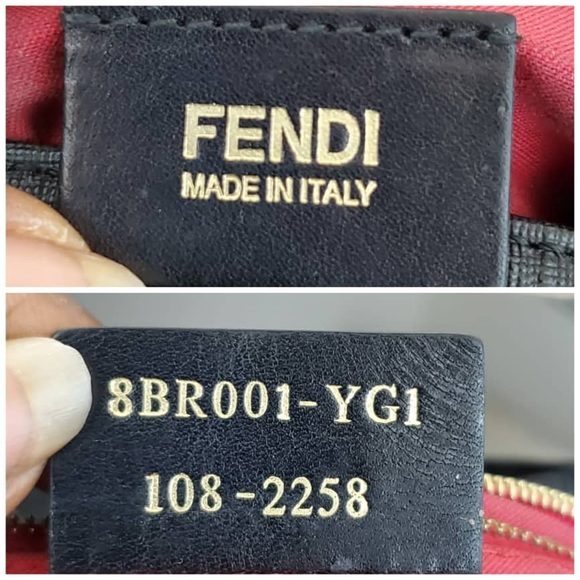 FENDI
MADE IN ITALY
8BR001-YG1
108-2258